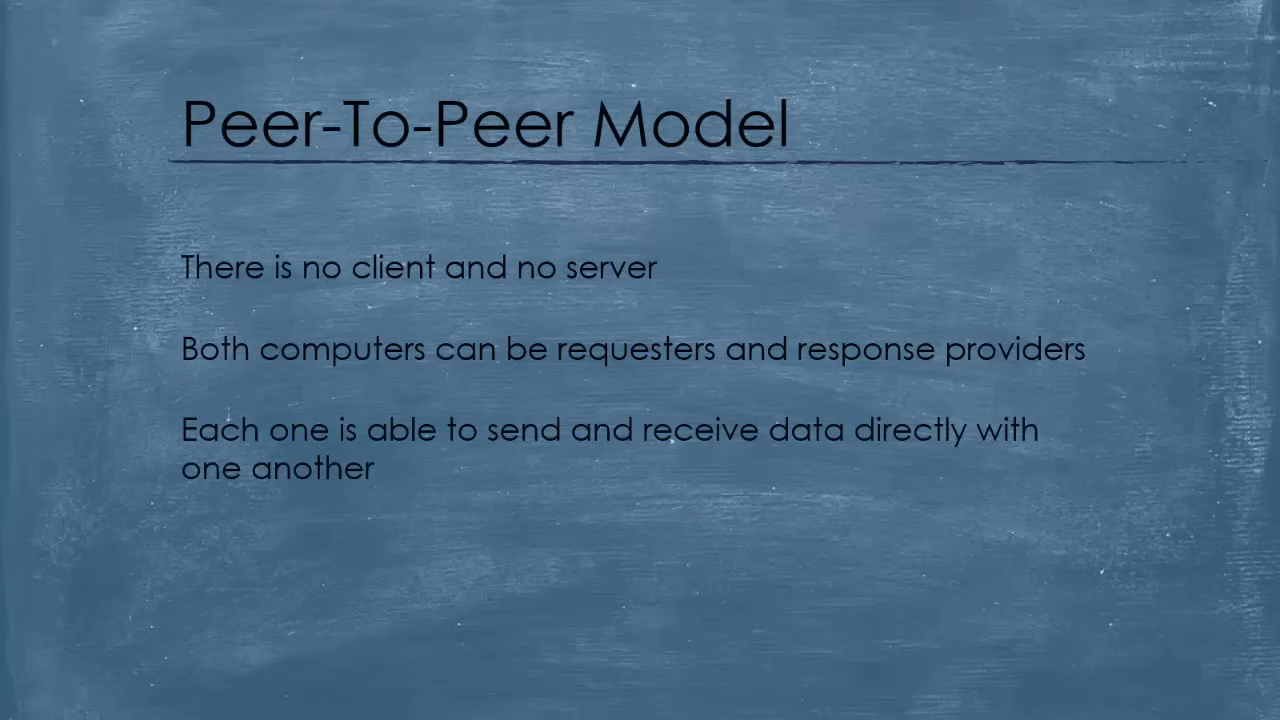 Peer-To-Peer Model
There is no client and no server
Both computers can be requesters and response providers
Each one is able to send and receive data directly with
one another